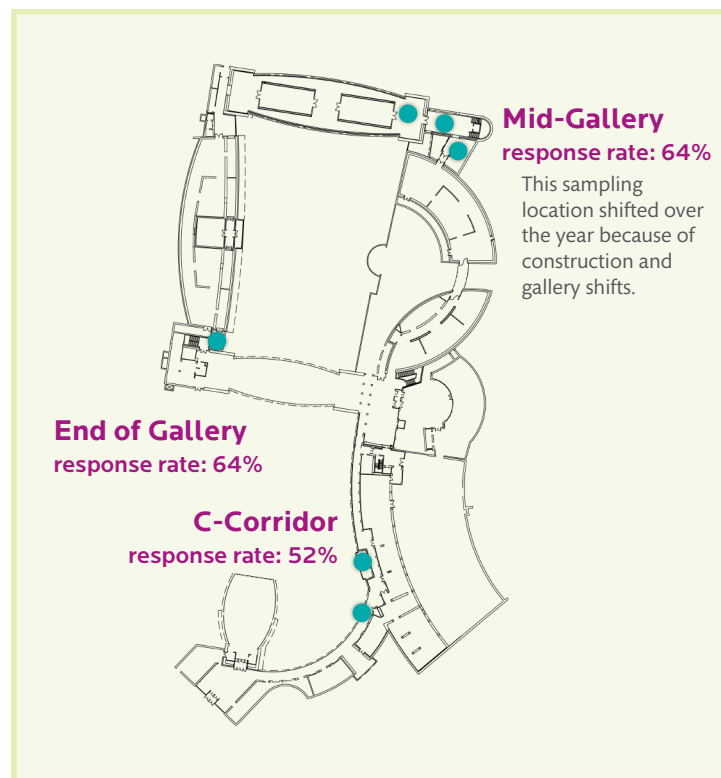 Mid-Gallery
response rate: 64%
This sampling
location shifted over
the year because of
construction and
gallery shifts.
End of Gallery
response rate: 64%
C-Corridor
response rate: 52%